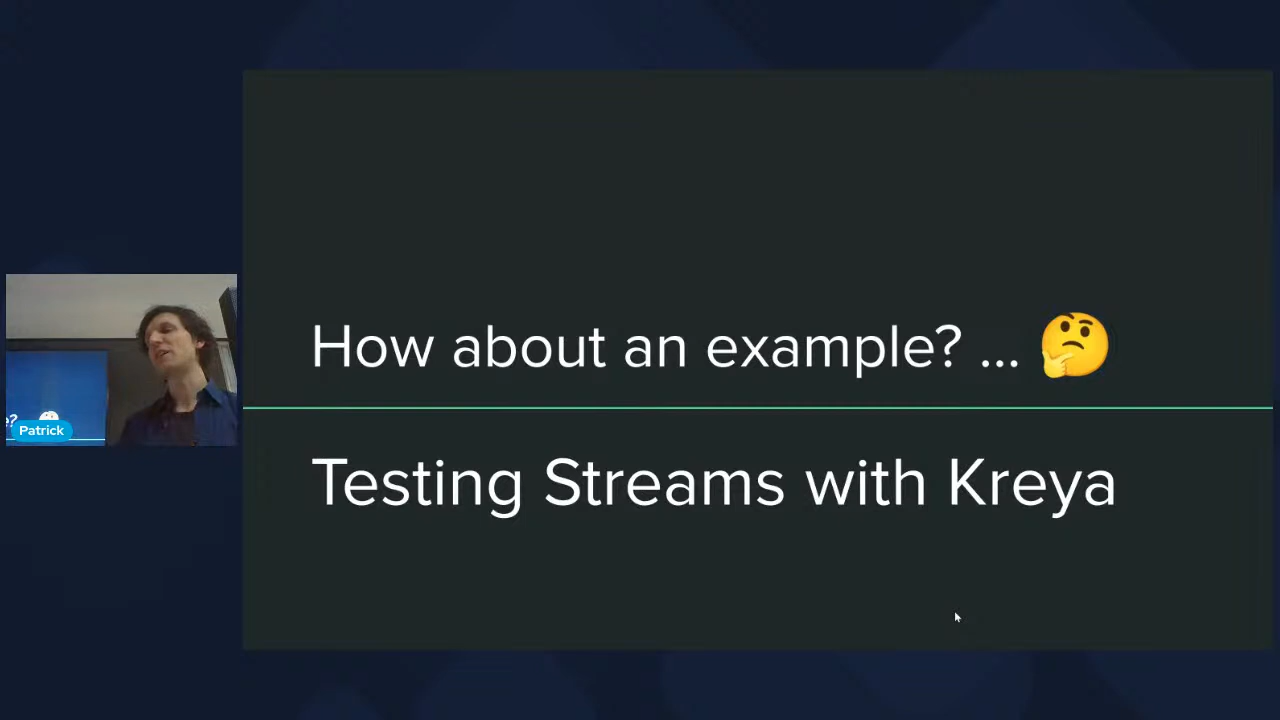 How about an example? ... 🤔
Testing Streams with Kreya
e?
Patrick